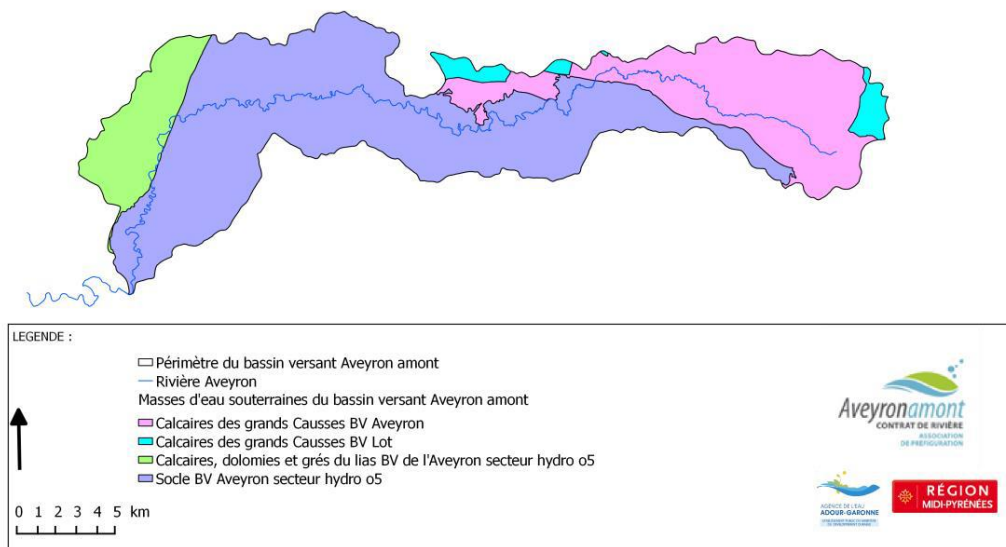 LEGENDE :
Périmètre du bassin versant Aveyron amont
Rivière Aveyron
Masses d'eau souterraines du bassin versant Aveyron amont
Calcaires des grands Causses BV Aveyron
Calcaires des grands Causses BV Lot
Calcaires, dolomies et grés du lias BV de l'Aveyron secteur hydro o5
Socle BV Aveyron secteur hydro o5
0 1 2 3 4 5 km
Aveyronamont
CONTRAT DE RIVIÈRE
ASSOCIATION
DE PRÉFIGURATION
AGENCE DE L'EAU
ADOUR-GARONNE
RÉGION
MIDI-PYRÉNÉES